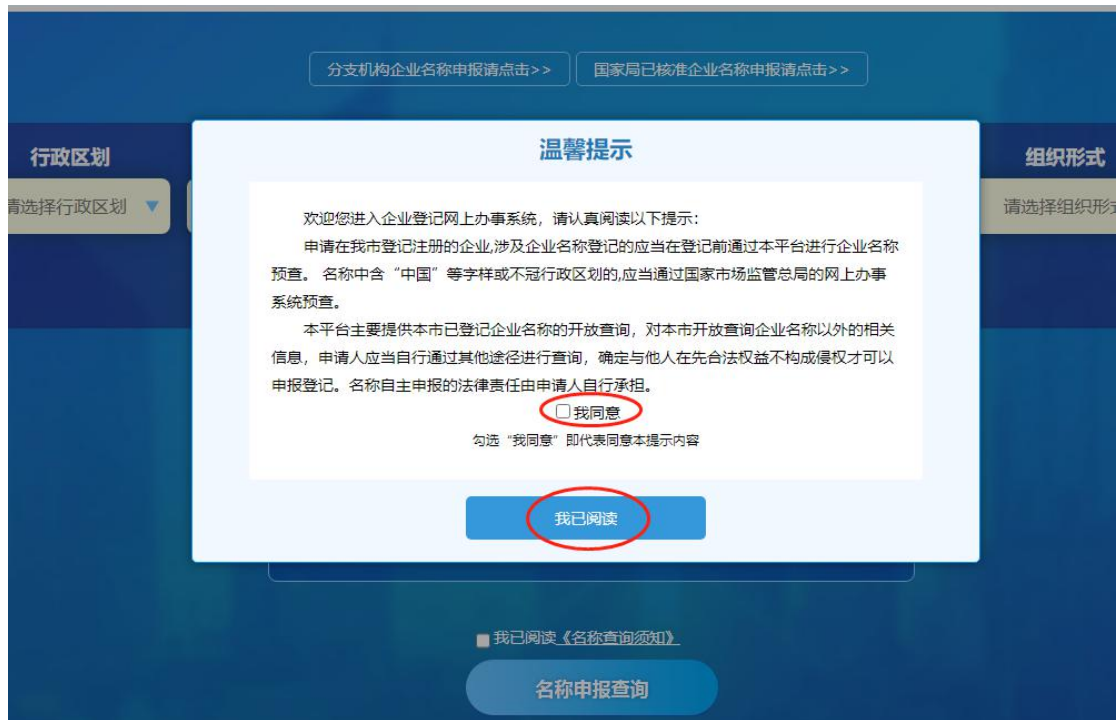 分支机构企业名称申报请点击>>
国家局已核准企业名称申报请点击>>
行政区划
组织形式
请选择行政区划
请选择组织形式
温馨提示
欢迎您进入企业登记网上办事系统，请认真阅读以下提示：
申请在我市登记注册的企业,涉及企业名称登记的应当在登记前通过本平台进行企业名称
预查。 名称中含“中国”等字样或不冠行政区划的,应当通过国家市场监管总局的网上办事
系统预查。
本平台主要提供本市已登记企业名称的开放查询，对本市开放查询企业名称以外的相关
信息，申请人应当自行通过其他途径进行查询，确定与他人在先合法权益不构成侵权才可以
申报登记。名称自主申报的法律责任由申请人自行承担。
我同意
勾选“我同意”即代表同意本提示内容
我已阅读
我已阅读《名称查询须知》
名称申报查询